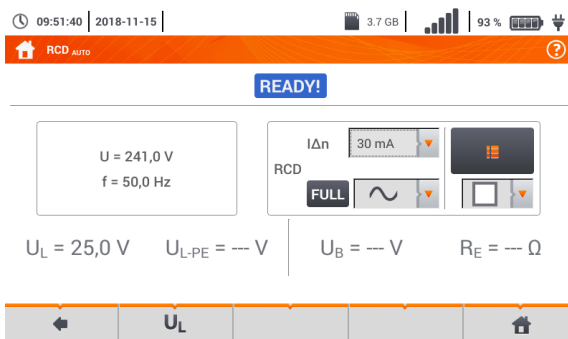 09:51:40 2018-11-15 3.7 GB 93 %
RCD AUTO ?
READY!
U = 241,0 V
f = 50,0 Hz
IΔn 30 mA
RCD
FULL
UL = 25,0 V UL-PE = --- V UB = --- V RE = --- Ω
UL